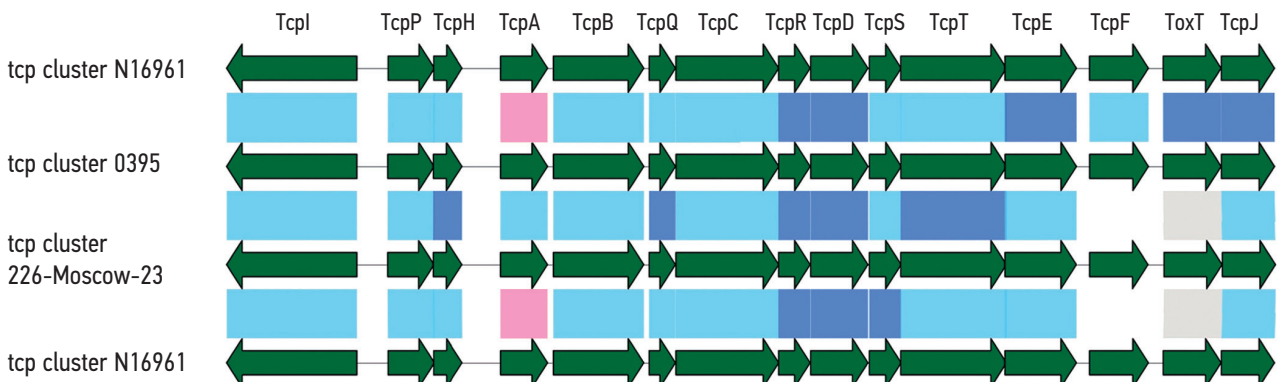 TcpI TcpP TcpH TcpA TcpB TcpQ TcpC TcpR TcpD TcpS TcpT TcpE TcpF ToxT TcpJ
tcp cluster N16961
tcp cluster 0395
tcp cluster
226-Moscow-23
tcp cluster N16961